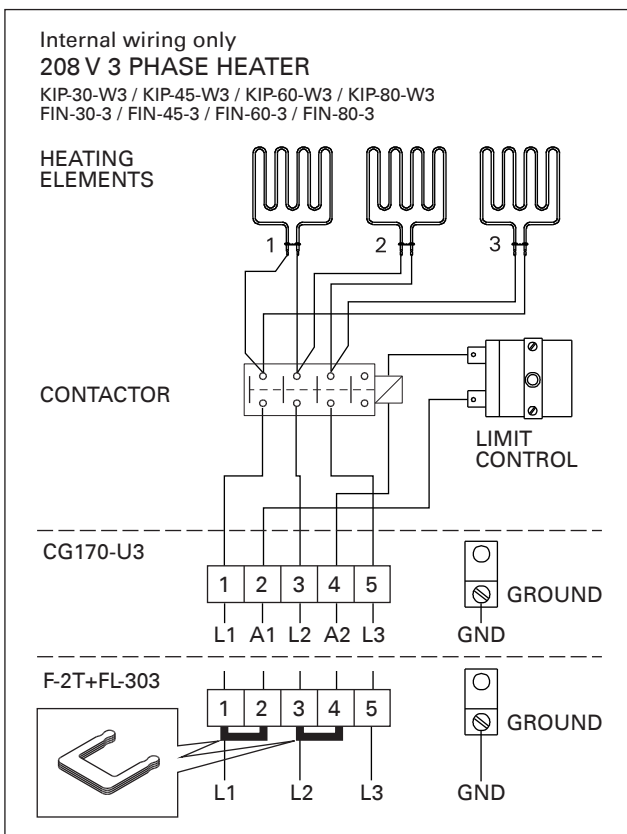 Internal wiring only
208 V 3 PHASE HEATER
KIP-30-W3 / KIP-45-W3 / KIP-60-W3 / KIP-80-W3
FIN-30-3 / FIN-45-3 / FIN-60-3 / FIN-80-3
HEATING
ELEMENTS
1 2 3
CONTACTOR
LIMIT
CONTROL
CG170-U3
1 2 3 4 5
GROUND
L1 A1 L2 A2 L3 GND
F-2T+FL-303
1 2 3 4 5
GROUND
L1 L2 L3 GND